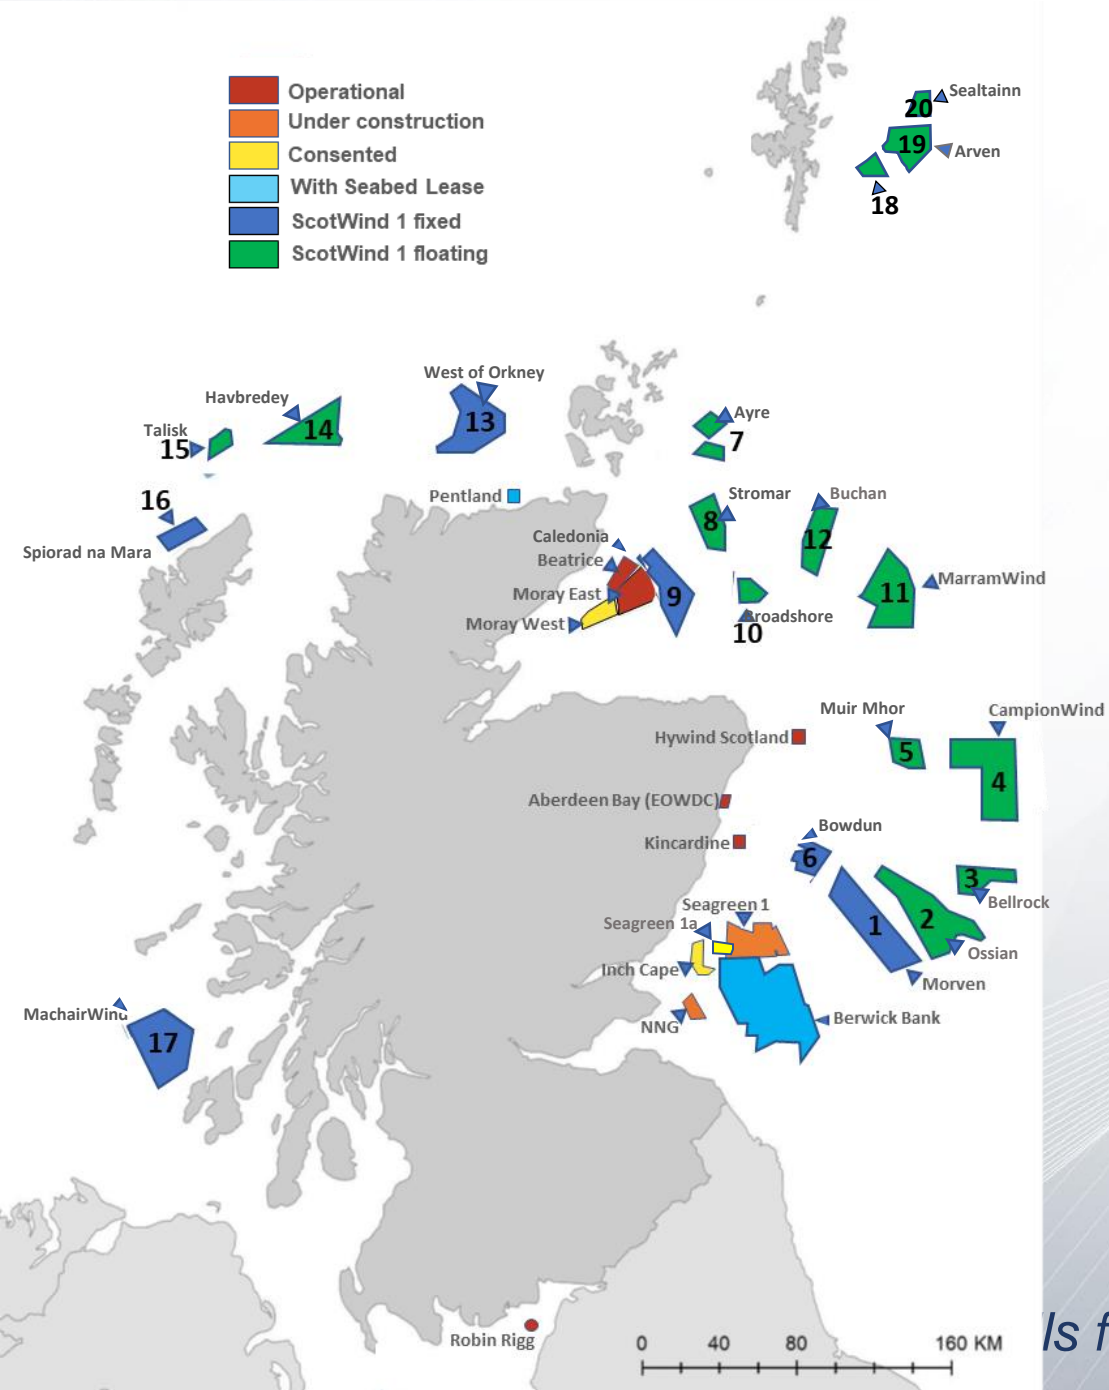 Operational
Under construction
Consented
With Seabed Lease
ScotWind 1 fixed
ScotWind 1 floating
Sealtainn
20
19
Arven
18
West of Orkney
13
Havbredey
14
Talisk
15
16
Spiorad na Mara
Pentland
Ayre
7
Stromar
8
Buchan
12
Caledonia
Beatrice
Moray East
Moray West
9
Broadshore
10
MarramWind
11
Muir Mhor
5
CampionWind
4
Hywind Scotland
Aberdeen Bay (EOWDC)
Kincardine
Bowdun
6
3
Bellrock
1
2
Ossian
Morven
Seagreen 1
Seagreen 1a
Inch Cape
NNG
Berwick Bank
MachairWind
17
Robin Rigg
0 40 80 160 KM
ls f